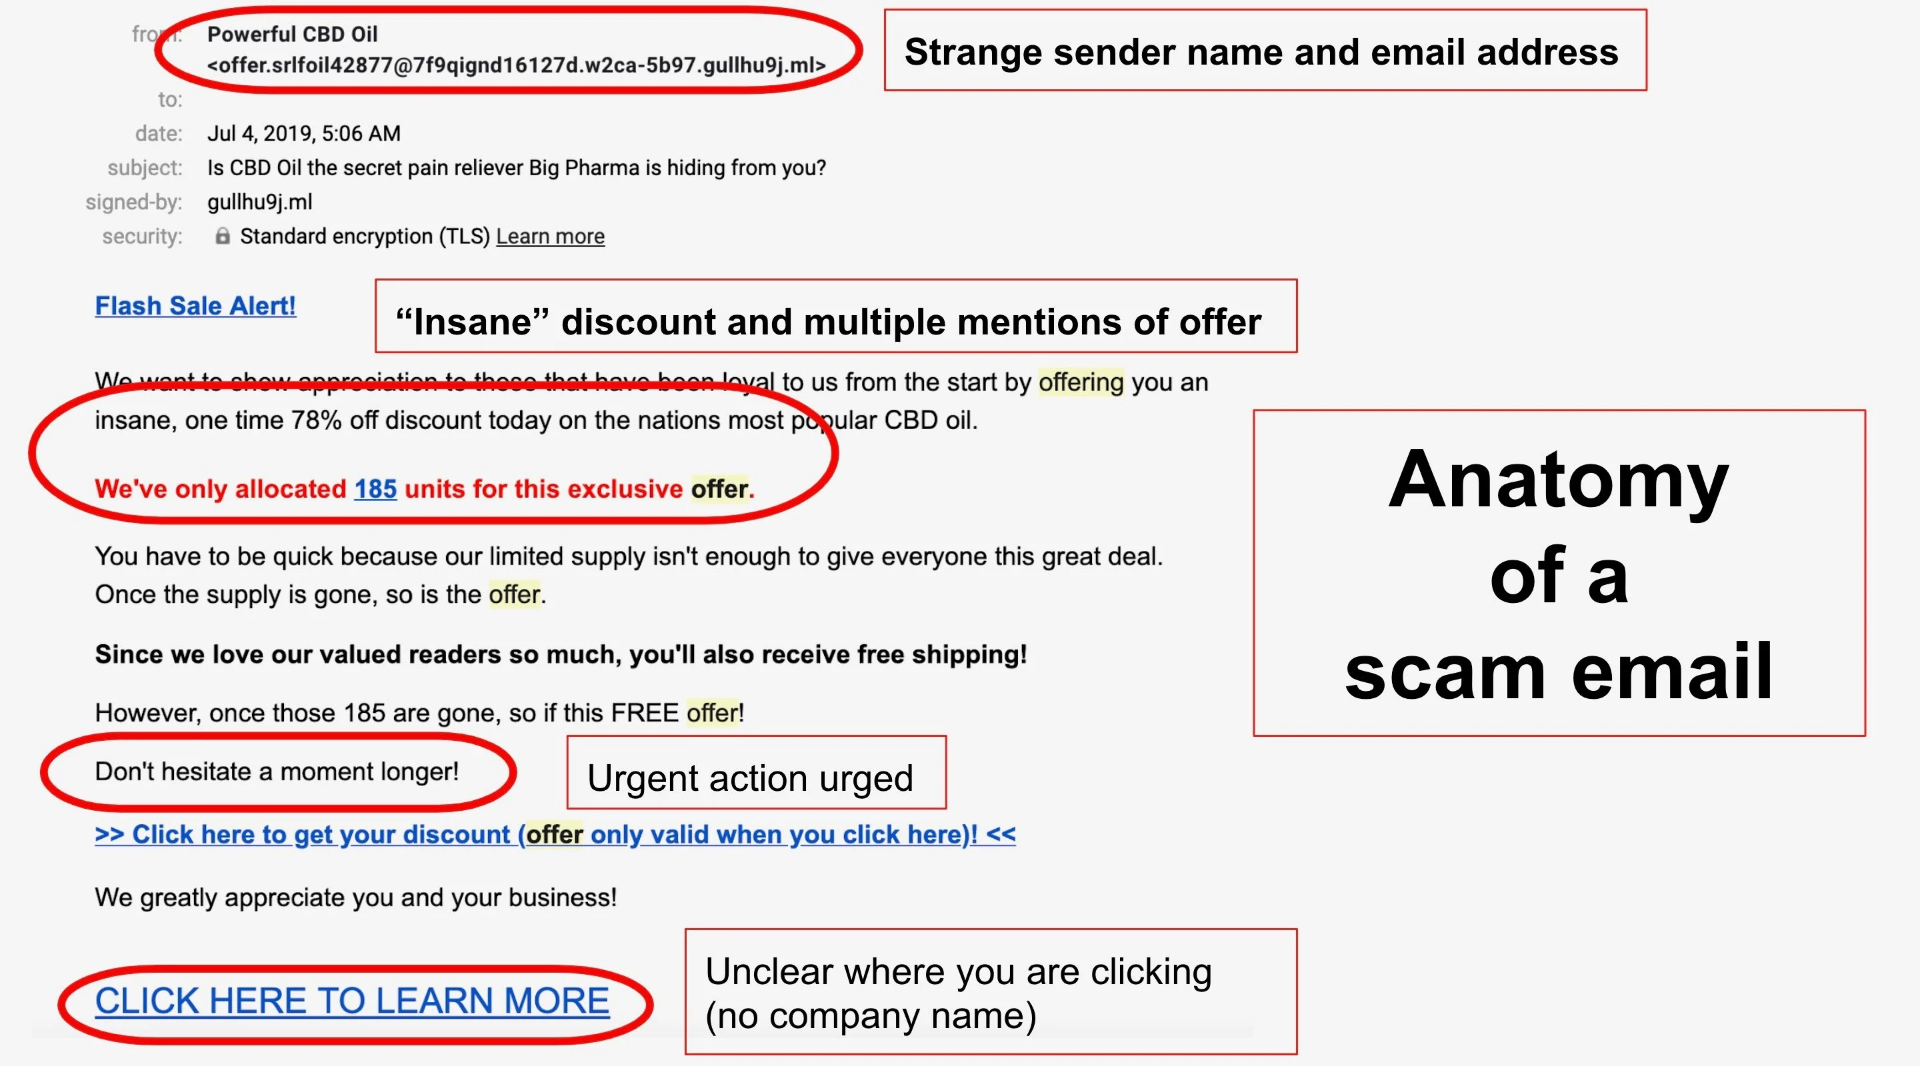 from: Powerful CBD Oil
<offer.srlfoil42877@7f9qignd16127d.w2ca-5b97.gullhu9j.ml>
Strange sender name and email address
to:
date: Jul 4, 2019, 5:06 AM
subject: Is CBD Oil the secret pain reliever Big Pharma is hiding from you?
signed-by: gullhu9j.ml
security: Standard encryption (TLS) Learn more
Flash Sale Alert!
“Insane” discount and multiple mentions of offer
We want to show appreciation to those that have been loyal to us from the start by offering you an
insane, one time 78% off discount today on the nations most popular CBD oil.
We've only allocated 185 units for this exclusive offer.
Anatomy
of a
scam email
You have to be quick because our limited supply isn't enough to give everyone this great deal.
Once the supply is gone, so is the offer.
Since we love our valued readers so much, you'll also receive free shipping!
However, once those 185 are gone, so if this FREE offer!
Don't hesitate a moment longer!
Urgent action urged
>> Click here to get your discount (offer only valid when you click here)! <<
We greatly appreciate you and your business!
CLICK HERE TO LEARN MORE
Unclear where you are clicking
(no company name)